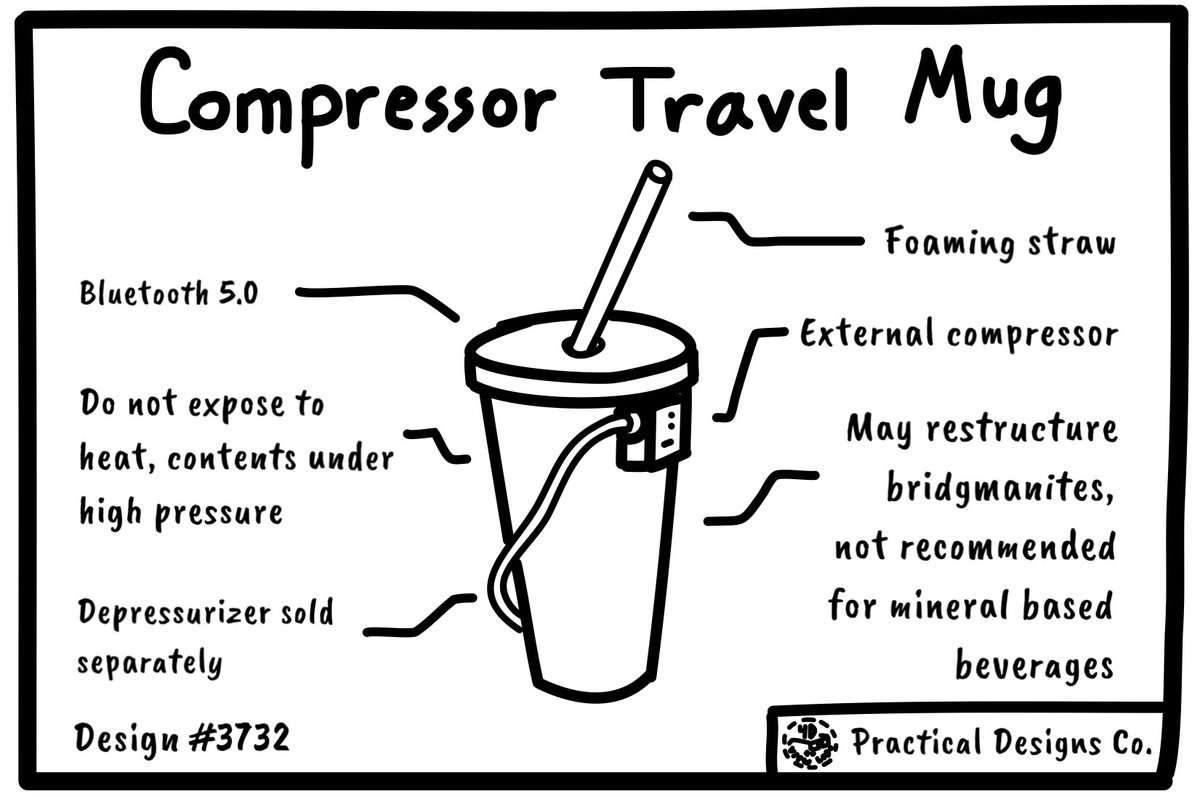 Compressor Travel Mug
Foaming straw
Bluetooth 5.0
External compressor
Do not expose to
heat, contents under
high pressure
May restructure
bridgmanites,
not recommended
for mineral based
beverages
Depressurizer sold
separately
Design #3732
4D
Practical Designs Co.